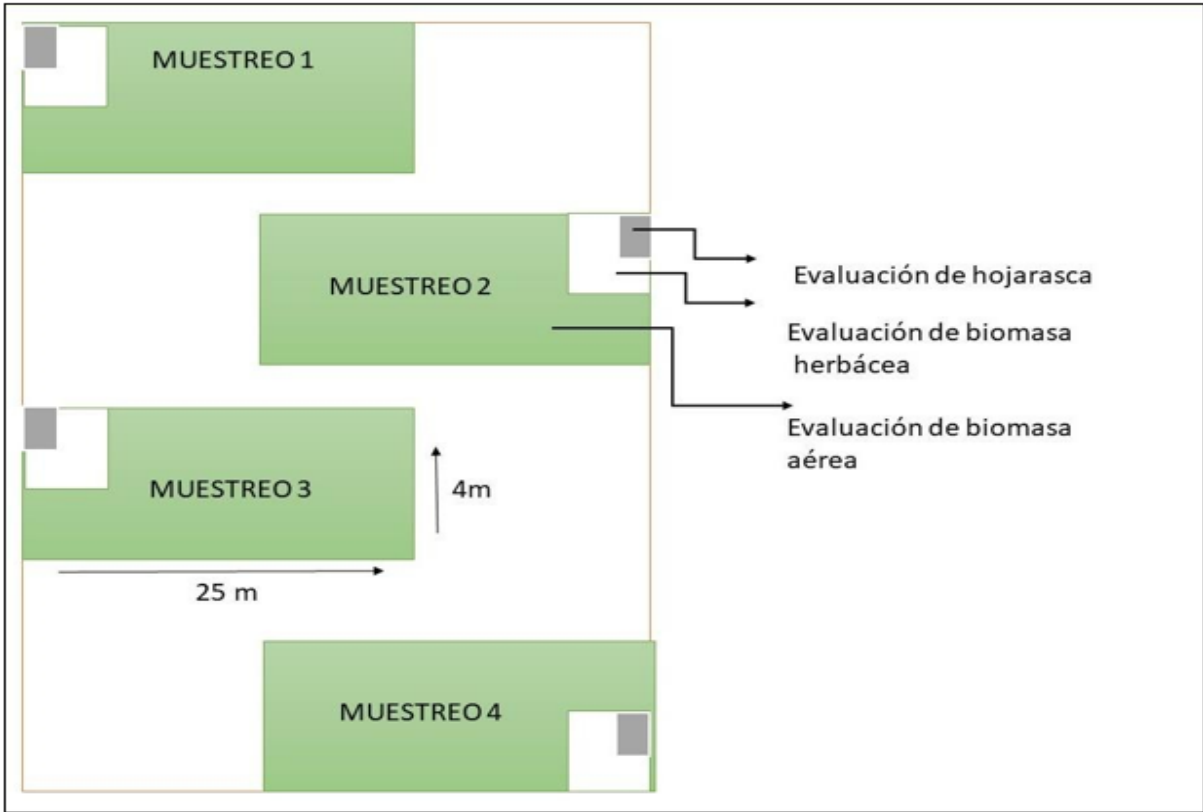 MUESTREO 1
MUESTREO 2
Evaluación de hojarasca
Evaluación de biomasa
herbácea
Evaluación de biomasa
aérea
MUESTREO 3
4m
25 m
MUESTREO 4